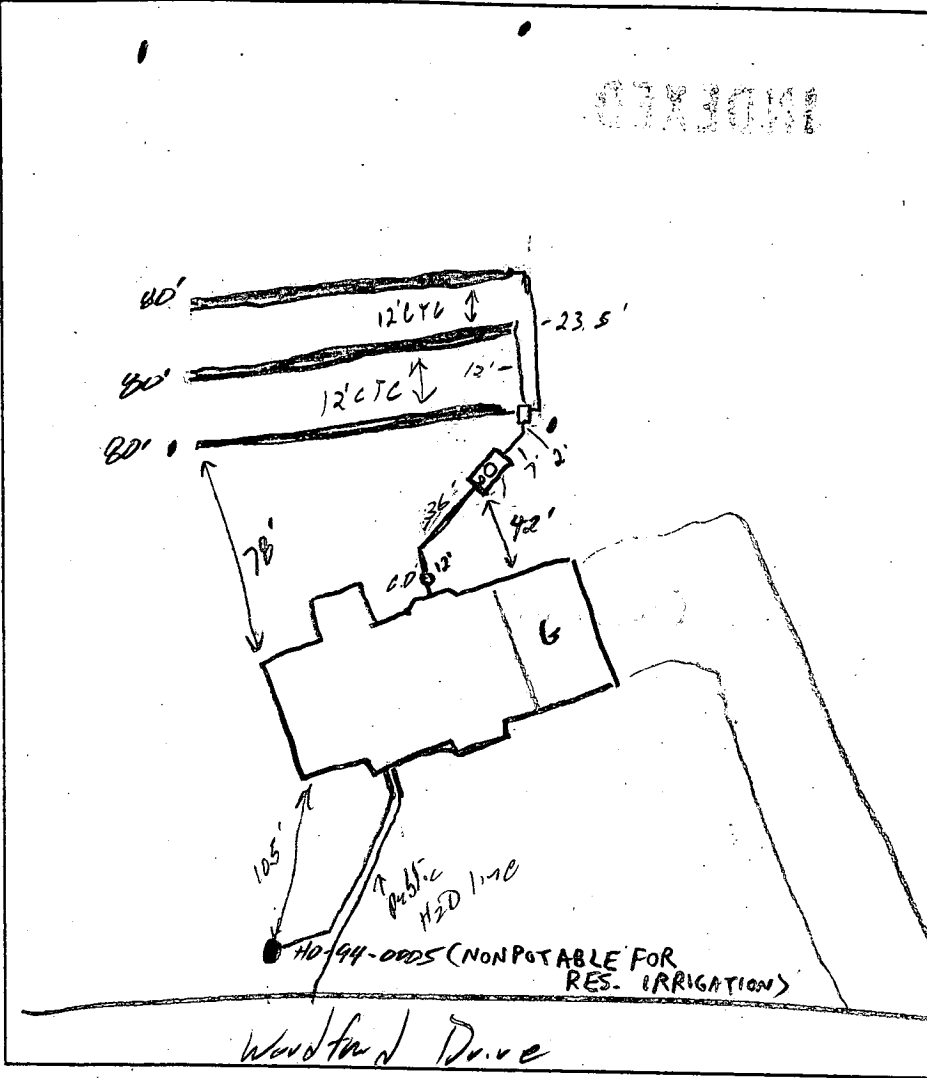 INDEXED
80'
12' CTC
23.5'
80'
12'
12' CTC
80'
2'
7'
36'
42'
78'
C.O
12'
G
105'
public
H2O line
HO-94-0005 (NONPOTABLE FOR
RES. IRRIGATION)
Woodford Drive